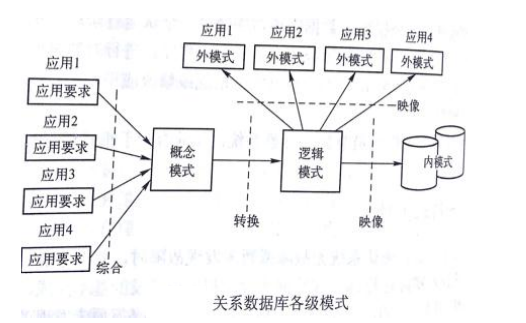 应用1
应用2
应用3
应用4
外模式
外模式
外模式
外模式
映像
应用1
应用要求
应用2
应用要求
应用3
应用要求
应用4
应用要求
综合
概念
模式
转换
逻辑
模式
映像
内模式
关系数据库各级模式